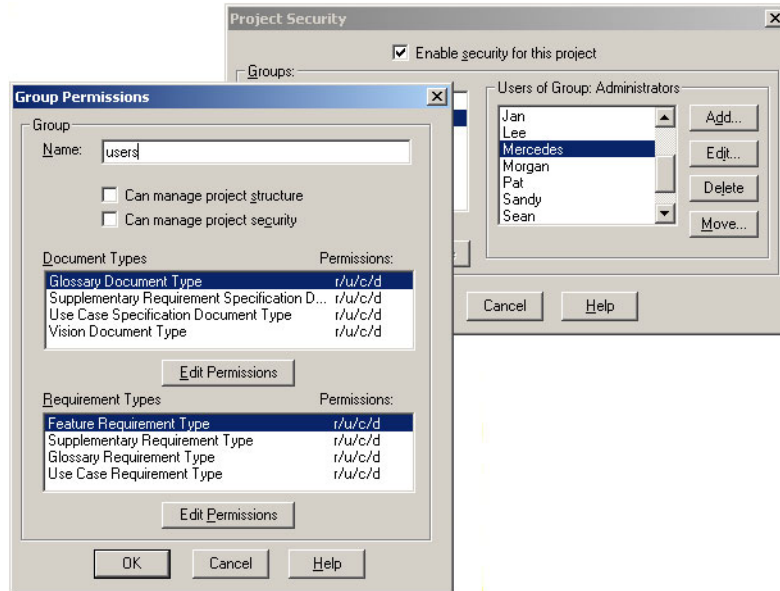 Project Security
Enable security for this project
Groups:
Users of Group: Administrators
Jan
Lee
Mercedes
Morgan
Pat
Sandy
Sean
Add...
Edit...
Delete
Move...
Cancel
Help
Group Permissions
Group
Name:
users
Can manage project structure
Can manage project security
Document Types Permissions:
Glossary Document Type r/u/c/d
Supplementary Requirement Specification D... r/u/c/d
Use Case Specification Document Type r/u/c/d
Vision Document Type r/u/c/d
Edit Permissions
Requirement Types Permissions:
Feature Requirement Type r/u/c/d
Supplementary Requirement Type r/u/c/d
Glossary Requirement Type r/u/c/d
Use Case Requirement Type r/u/c/d
Edit Permissions
OK
Cancel
Help